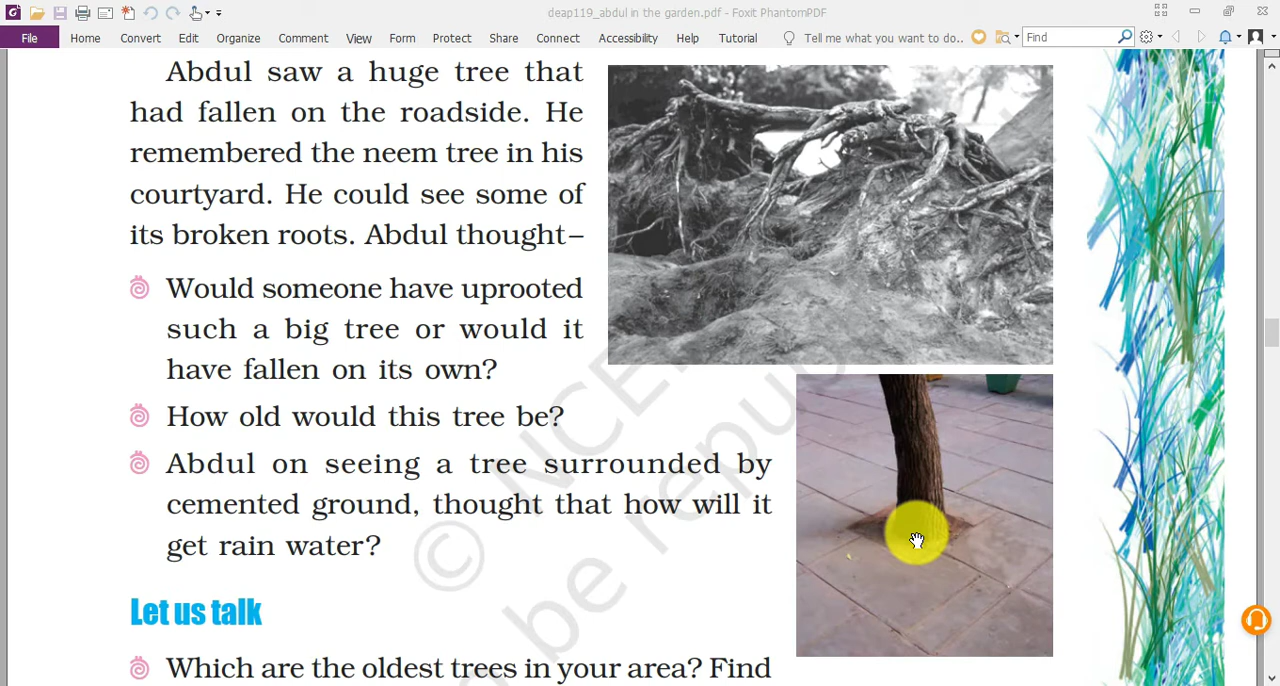 deap119_abdul in the garden.pdf - Foxit PhantomPDF
File Home Convert Edit Organize Comment View Form Protect Share Connect Accessibility Help Tutorial Tell me what you want to do.. Find
Abdul saw a huge tree that
had fallen on the roadside. He
remembered the neem tree in his
courtyard. He could see some of
its broken roots. Abdul thought–
Would someone have uprooted
such a big tree or would it
have fallen on its own?
How old would this tree be?
Abdul on seeing a tree surrounded by
cemented ground, thought that how will it
get rain water?
Let us talk
Which are the oldest trees in your area? Find
© NCE
be repu